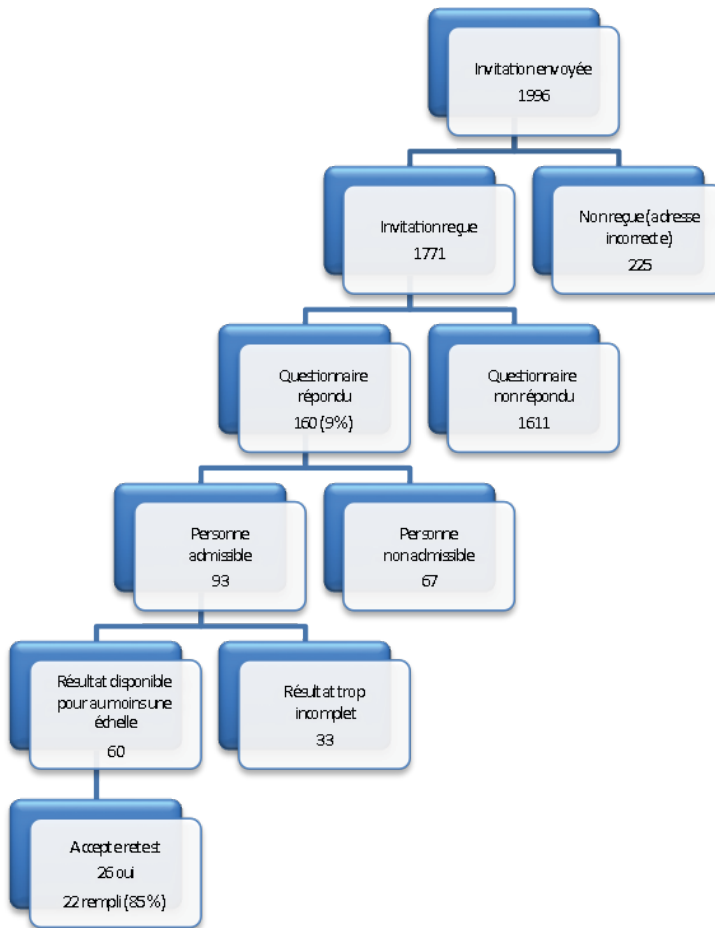 Invitation envoyée
1996
Invitation reçue
1771
Non reçue (adresse
incorrecte)
225
Questionnaire
répondu
160 (9%)
Questionnaire
non répondu
1611
Personne
admissible
93
Personne
non admissible
67
Résultat disponible
pour au moins une
échelle
60
Résultat trop
incomplet
33
Accepte retest
26 oui
22 rempli (85%)